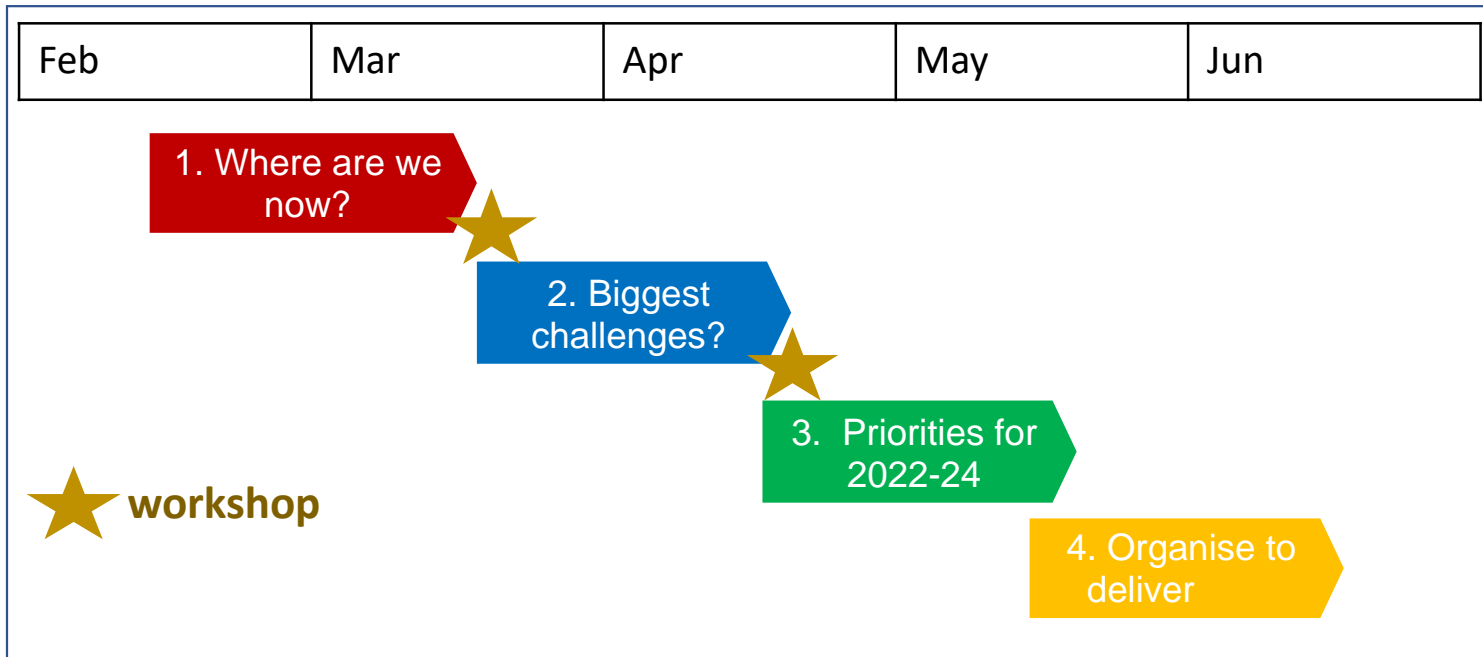 Feb Mar Apr May Jun
1. Where are we
now?
2. Biggest
challenges?
3.  Priorities for
2022-24
workshop
4. Organise to
deliver